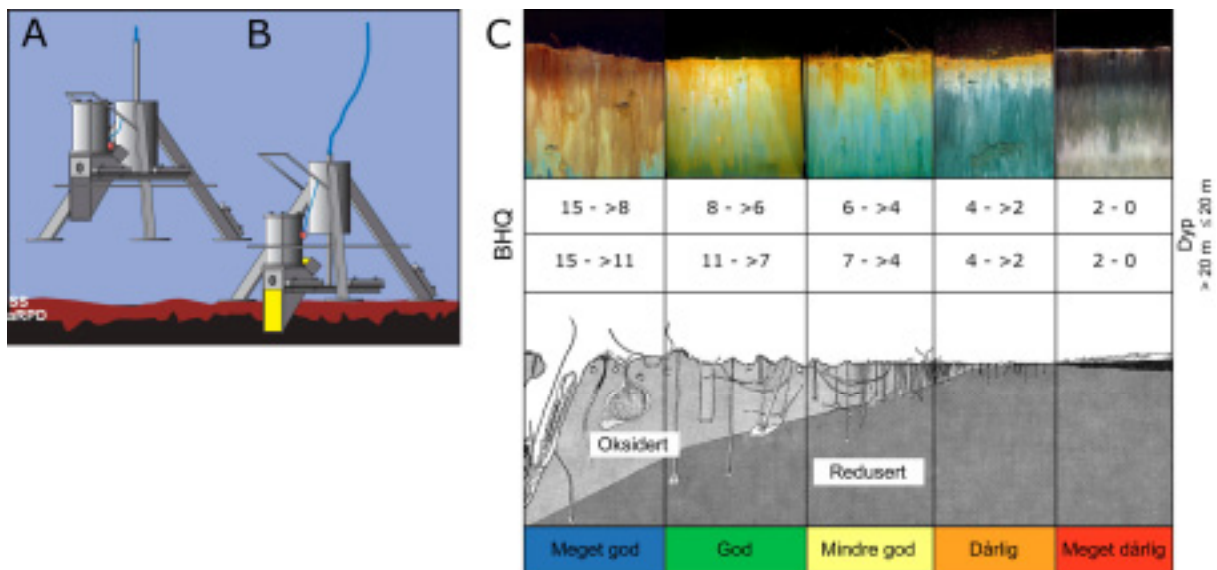 A
B
SS
aRPD
C
BHQ
15 - >8
8 - >6
6 - >4
4 - >2
2 - 0
15 - >11
11 - >7
7 - >4
4 - >2
2 - 0
Dyp
> 20 m ≤ 20 m
Oksidert
Redusert
Meget god
God
Mindre god
Dårlig
Meget dårlig